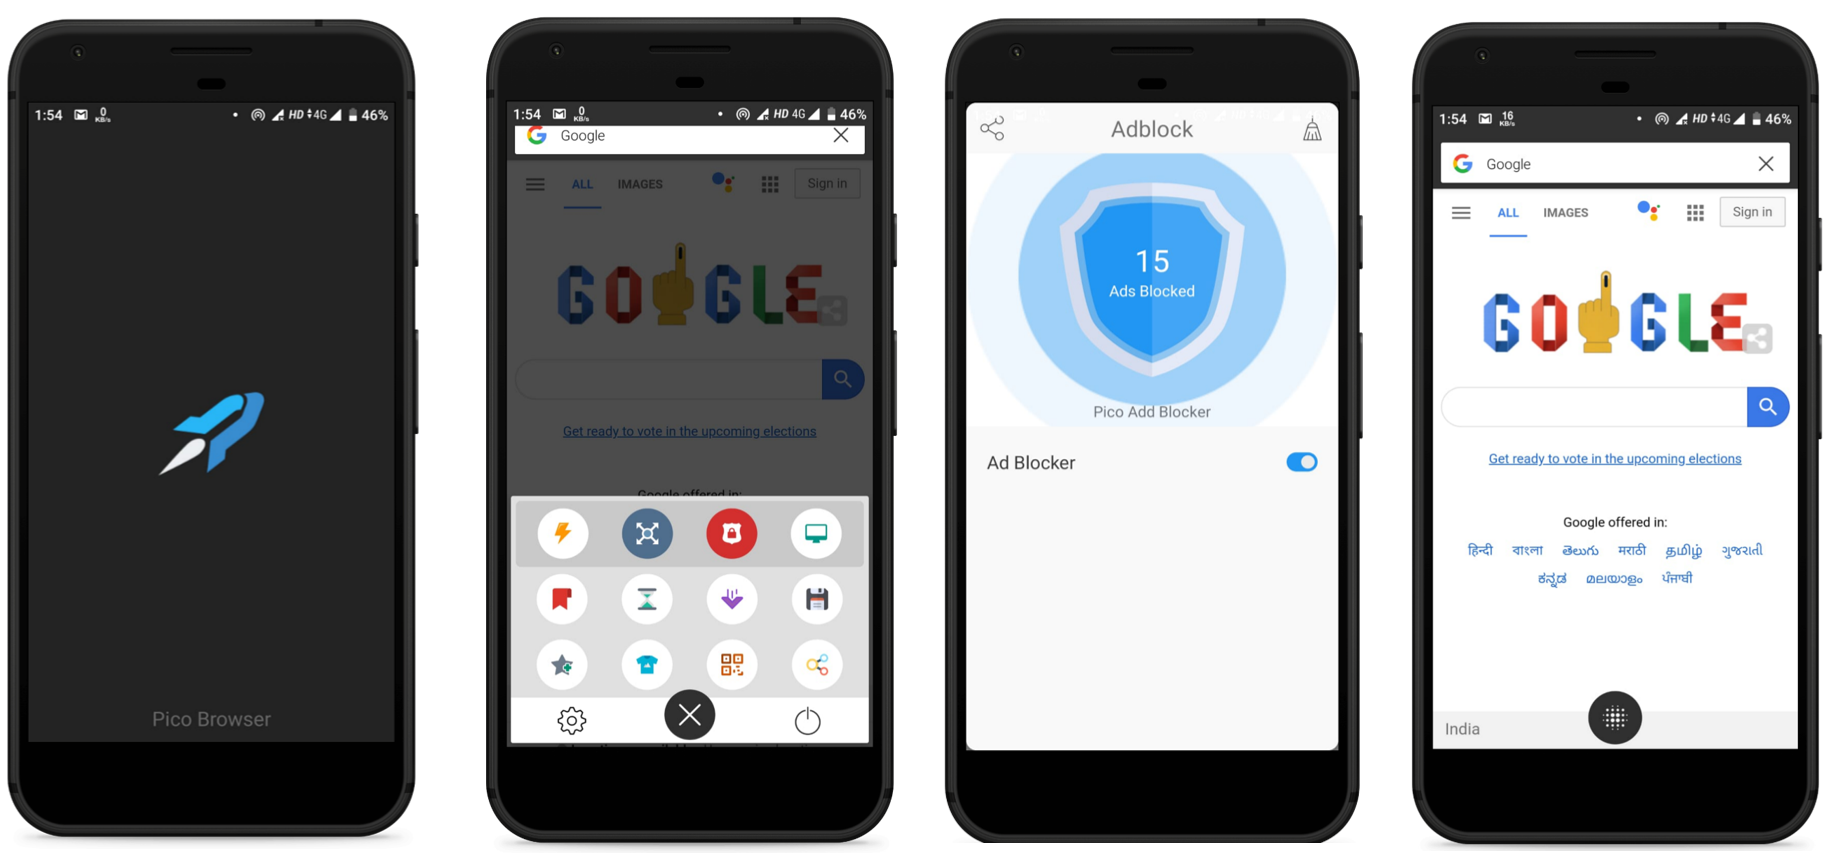 1:54 0 KB/s HD 4G 46%
Pico Browser
1:54 0 KB/s HD 4G 46%
Google
ALL IMAGES Sign in
GOOGLE
Get ready to vote in the upcoming elections
Google offered in:
Adblock
15
Ads Blocked
Pico Add Blocker
Ad Blocker
1:54 16 KB/s HD 4G 46%
Google
ALL IMAGES Sign in
GOOGLE
Get ready to vote in the upcoming elections
Google offered in:
हिन्दी বাংলা తెలుగు मराठी தமிழ் ગુજરાતી
ಕನ್ನಡ മലയാളം ਪੰਜਾਬੀ
India